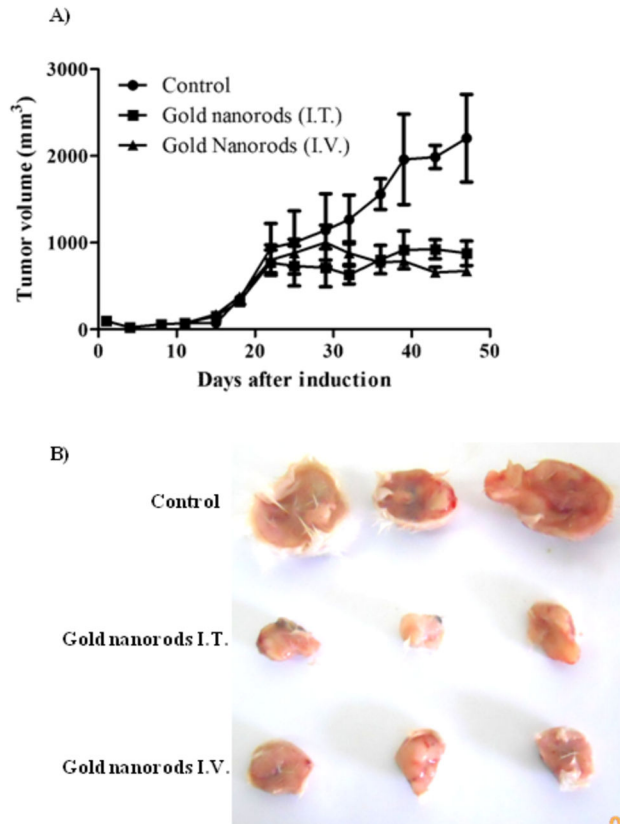 A)
3000
2000
1000
0
Tumor volume (mm³)
Control
Gold nanorods (I.T.)
Gold Nanorods (I.V.)
0 10 20 30 40 50
Days after induction
B)
Control
Gold nanorods I.T.
Gold nanorods I.V.